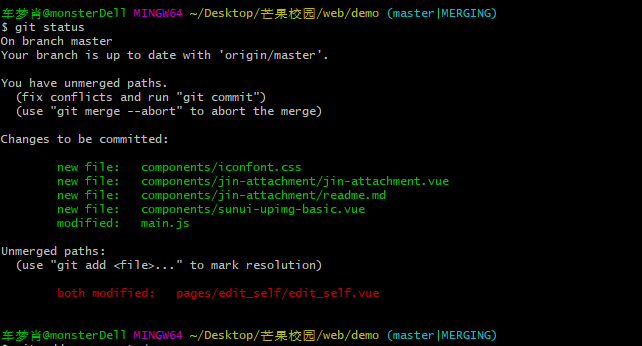 车梦肖@monsterDell MINGW64 ~/Desktop/芒果校园/web/demo (master|MERGING)
$ git status
On branch master
Your branch is up to date with 'origin/master'.
You have unmerged paths.
(fix conflicts and run "git commit")
(use "git merge --abort" to abort the merge)
Changes to be committed:
new file: components/iconfont.css
new file: components/jin-attachment/jin-attachment.vue
new file: components/jin-attachment/readme.md
new file: components/sunui-upimg-basic.vue
modified: main.js
Unmerged paths:
(use "git add <file>..." to mark resolution)
both modified: pages/edit_self/edit_self.vue
车梦肖@monsterDell MINGW64 ~/Desktop/芒果校园/web/demo (master|MERGING)